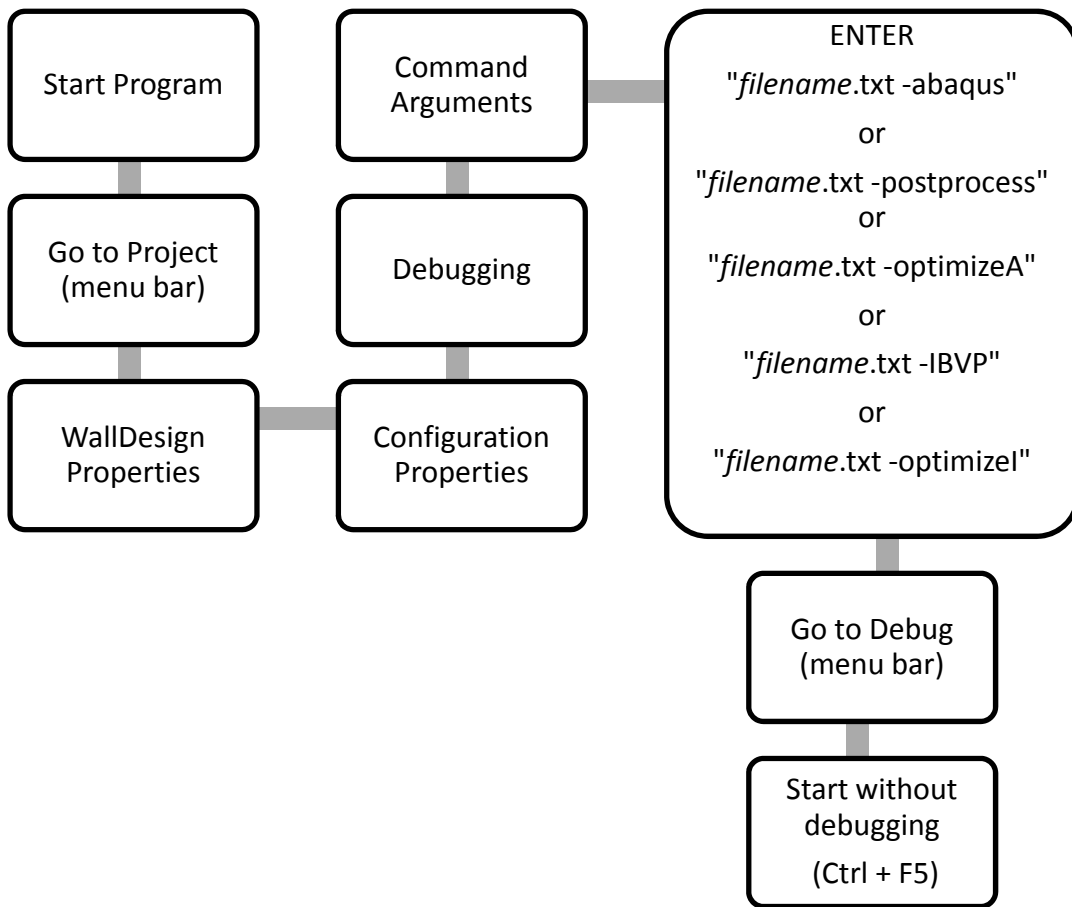 Start Program
Go to Project
(menu bar)
WallDesign
Properties
Configuration
Properties
Debugging
Command
Arguments
ENTER
"filename.txt -abaqus"
or
"filename.txt -postprocess"
or
"filename.txt -optimizeA"
or
"filename.txt -IBVP"
or
"filename.txt -optimizeI"
Go to Debug
(menu bar)
Start without
debugging
(Ctrl + F5)